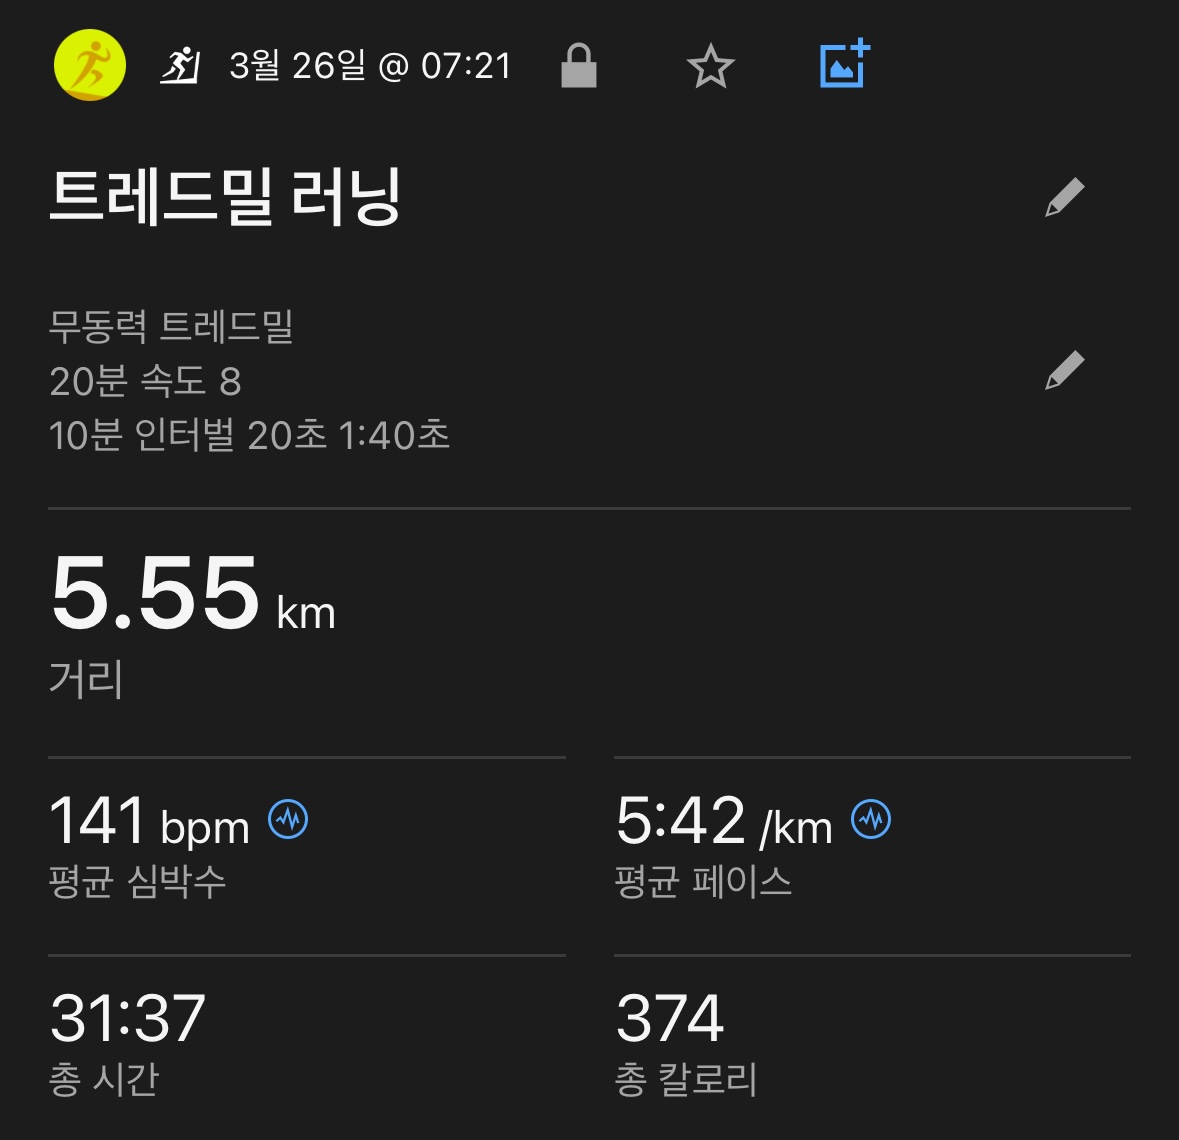 3월 26일 @ 07:21
트레드밀 러닝
무동력 트레드밀
20분 속도 8
10분 인터벌 20초 1:40초
5.55 km
거리
141 bpm
평균 심박수
5:42 /km
평균 페이스
31:37
총 시간
374
총 칼로리